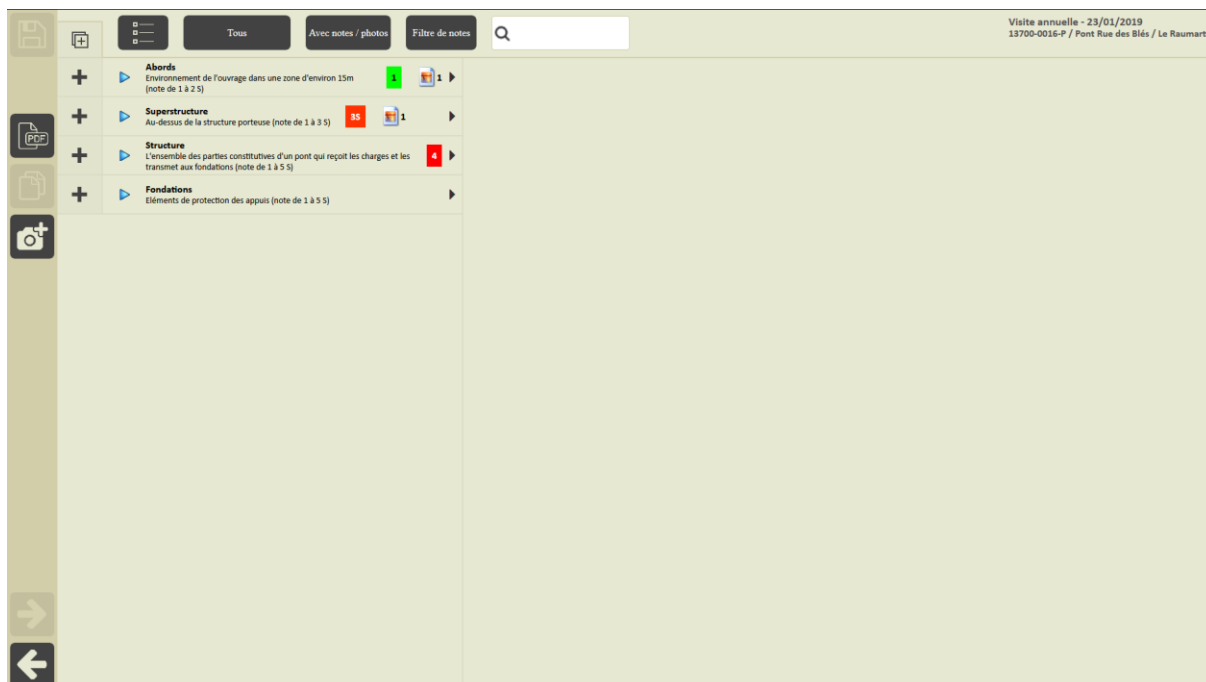 Visite annuelle - 23/01/2019
13700-0016-P / Pont Rue des Blés / Le Raumart
Tous
Avec notes / photos
Filtre de notes
Abords
Environnement de l'ouvrage dans une zone d'environ 15m
(note de 1 à 2 S)
1
1
Superstructure
Au-dessus de la structure porteuse (note de 1 à 3 S)
3S
1
PDF
Structure
L'ensemble des parties constitutives d'un pont qui reçoit les charges et les
transmet aux fondations (note de 1 à 5 S)
4
Fondations
Eléments de protection des appuis (note de 1 à 5 S)